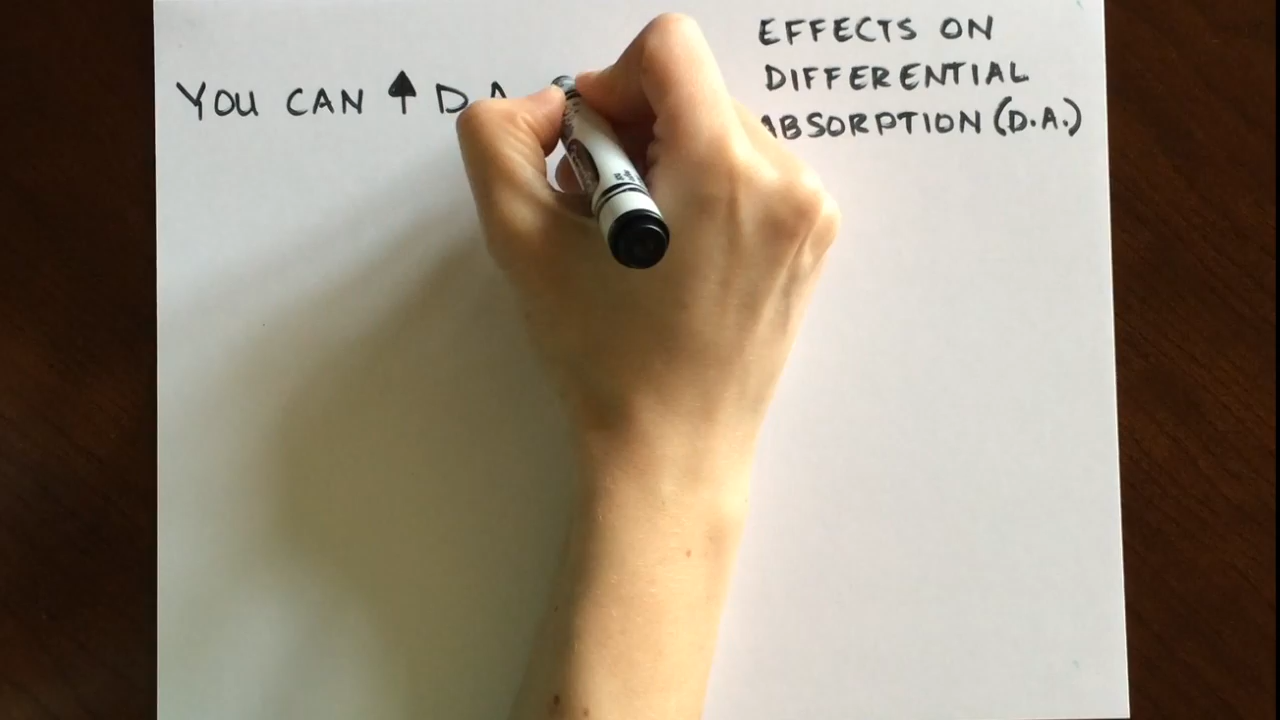 YOU CAN ↑ D A
EFFECTS ON
DIFFERENTIAL
ABSORPTION (D.A.)